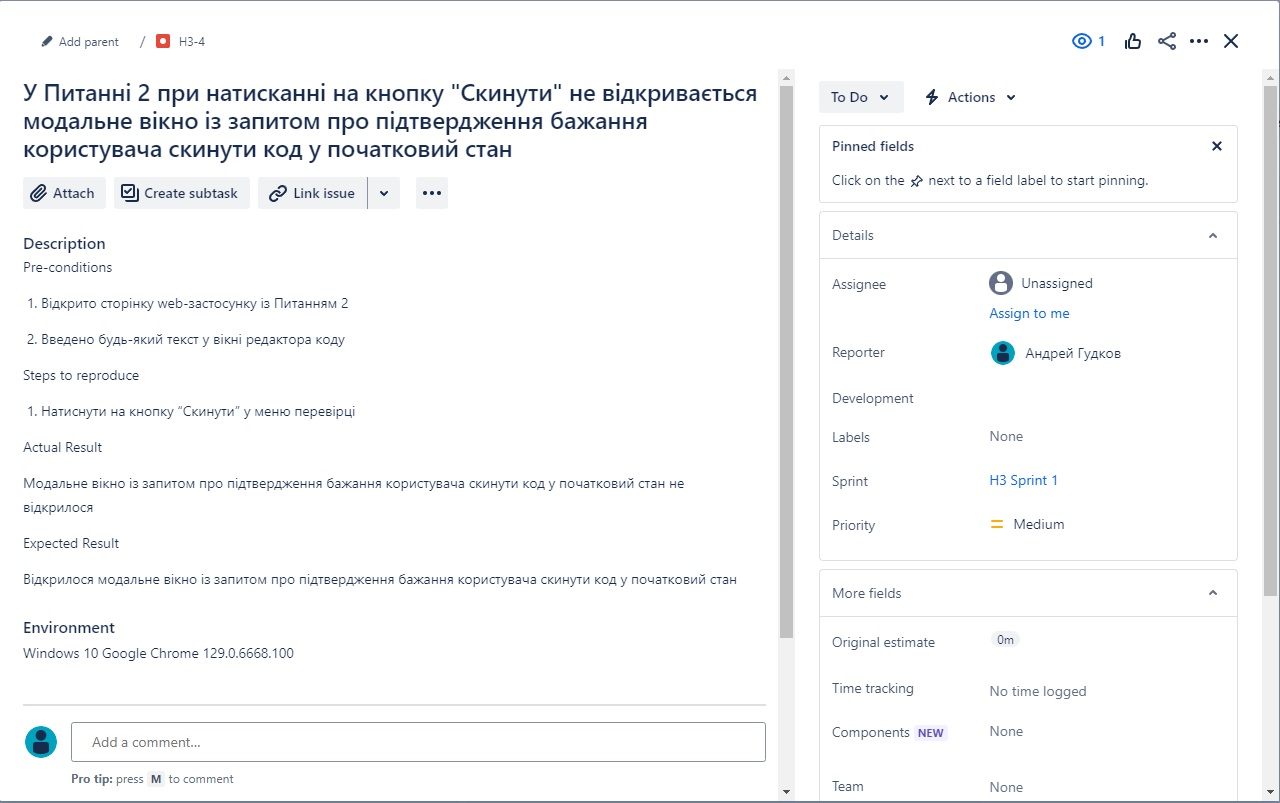 Add parent / H3-4
1
У Питанні 2 при натисканні на кнопку "Скинути" не відкривається
модальне вікно із запитом про підтвердження бажання
користувача скинути код у початковий стан
Attach
Create subtask
Link issue
Description
Pre-conditions
1. Відкрито сторінку web-застосунку із Питанням 2
2. Введено будь-який текст у вікні редактора коду
Steps to reproduce
1. Натиснути на кнопку “Скинути” у меню перевірці
Actual Result
Модальне вікно із запитом про підтвердження бажання користувача скинути код у початковий стан не
відкрилося
Expected Result
Відкрилося модальне вікно із запитом про підтвердження бажання користувача скинути код у початковий стан
Environment
Windows 10 Google Chrome 129.0.6668.100
Add a comment…
Pro tip: press M to comment
To Do
Actions
Pinned fields
Click on the next to a field label to start pinning.
Details
Assignee
Unassigned
Assign to me
Reporter
Андрей Гудков
Development
Labels
None
Sprint
H3 Sprint 1
Priority
Medium
More fields
Original estimate
0m
Time tracking
No time logged
Components NEW
None
Team
None